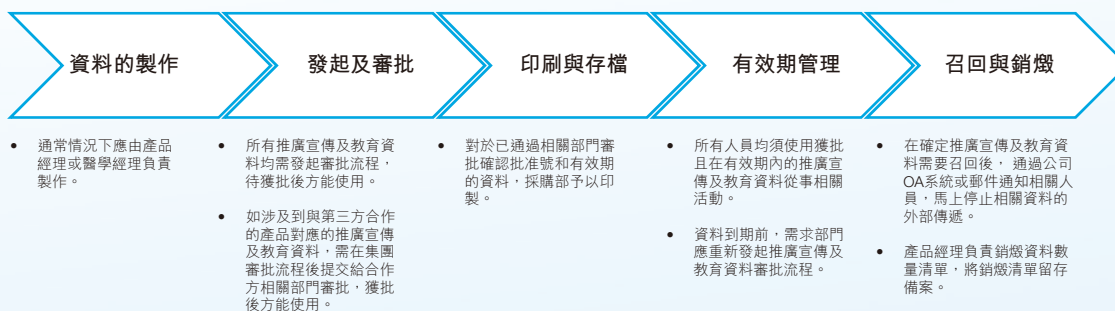 資料的製作
發起及審批
印刷與存檔
有效期管理
召回與銷燬
• 通常情況下應由產品
經理或醫學經理負責
製作。
• 所有推廣宣傳及教育資
料均需發起審批流程，
待獲批後方能使用。
• 如涉及到與第三方合作
的產品對應的推廣宣傳
及教育資料，需在集團
審批流程後提交給合作
方相關部門審批，獲批
後方能使用。
• 對於已通過相關部門審
批確認批准號和有效期
的資料，採購部予以印
製。
• 所有人員均須使用獲批
且在有效期內的推廣宣
傳及教育資料從事相關
活動。
• 資料到期前，需求部門
應重新發起推廣宣傳及
教育資料審批流程。
• 在確定推廣宣傳及教育資
料需要召回後， 通過公司
OA系統或郵件通知相關人
員，馬上停止相關資料的
外部傳遞。
• 產品經理負責銷燬資料數
量清單，將銷燬清單留存
備案。